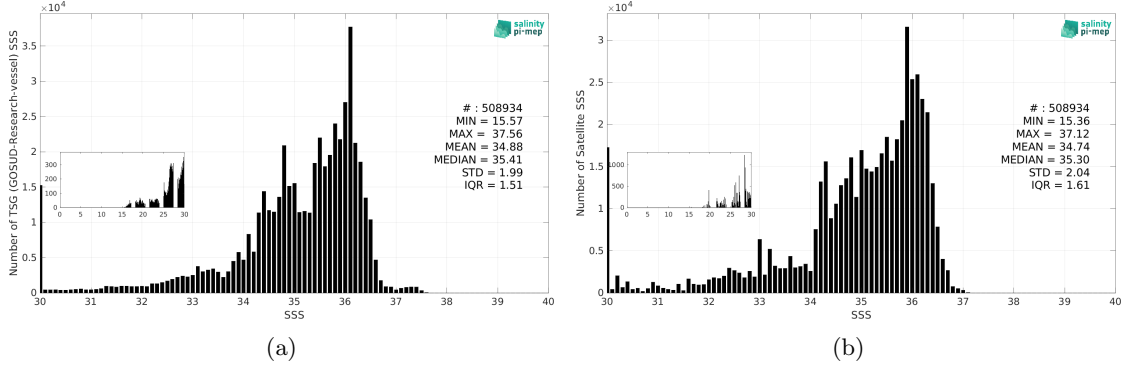 ×10⁴
3.5
3
2.5
2
1.5
1
0.5
0
Number of TSG (GOSUD-Research-vessel) SSS
salinity
pi-mep
# : 508934
MIN = 15.57
MAX = 37.56
MEAN = 34.88
MEDIAN = 35.41
STD = 1.99
IQR = 1.51
300
200
100
0
0 5 10 15 20 25 30
30 31 32 33 34 35 36 37 38 39 40
SSS
(a)
×10⁴
3
2.5
2
1.5
1
0.5
0
Number of Satellite SSS
salinity
pi-mep
# : 508934
MIN = 15.36
MAX = 37.12
MEAN = 34.74
MEDIAN = 35.30
STD = 2.04
IQR = 1.61
1000
500
0
0 5 10 15 20 25 30
30 31 32 33 34 35 36 37 38 39 40
SSS
(b)